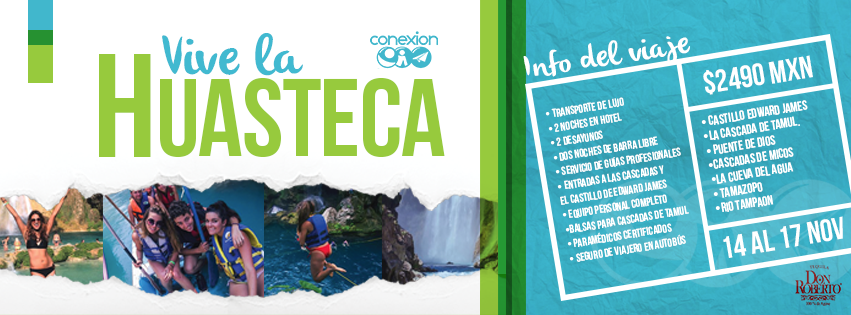 Vive la
HUASTECA
conexion
Info del viaje
• TRANSPORTE DE LUJO
• 2 NOCHES EN HOTEL
• 2 DESAYUNOS
• DOS NOCHES DE BARRA LIBRE
• SERVICIO DE GUÍAS PROFESIONALES
• ENTRADAS A LAS CASCADAS Y
EL CASTILLO DE EDWARD JAMES
• EQUIPO PERSONAL COMPLETO
•BALSAS PARA CASCADAS DE TAMUL
• PARAMÉDICOS CERTIFICADOS
• SEGURO DE VIAJERO EN AUTOBÚS
$2490 MXN
• CASTILLO EDWARD JAMES
•LA CASCADA DE TAMUL.
• PUENTE DE DIOS
•CASCADAS DE MICOS
•LA CUEVA DEL AGUA
• TAMAZOPO
• RIO TAMPAON
14 AL 17 NOV
DON
ROBERTO